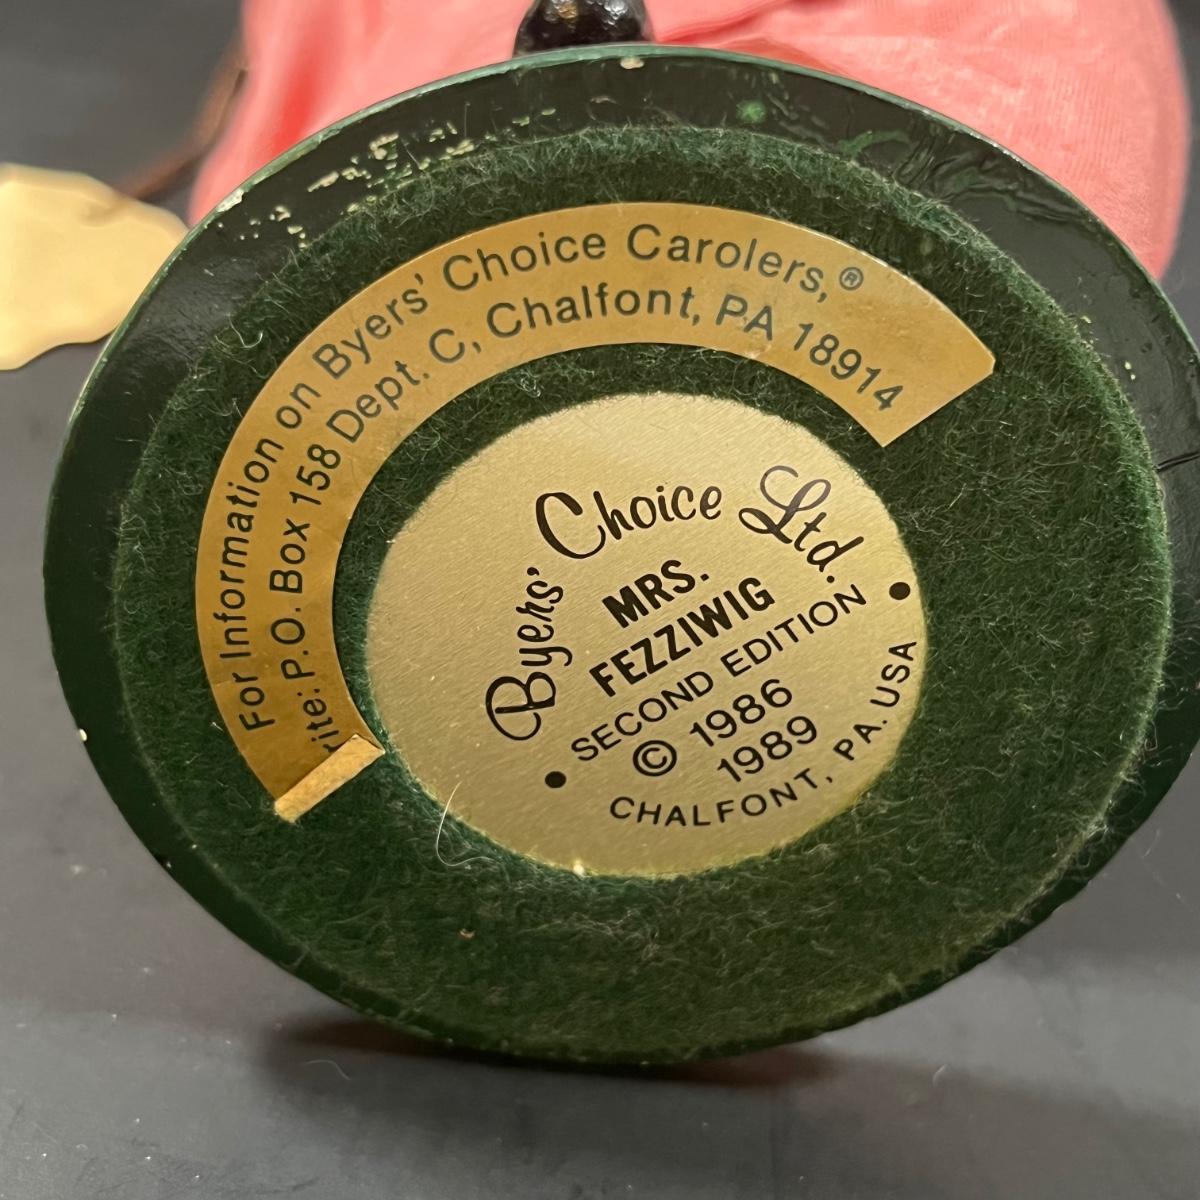 For Information on Byers' Choice Carolers,®
rite: P.O. Box 158 Dept. C, Chalfont, PA 18914
Byers' Choice Ltd.
MRS.
FEZZIWIG
SECOND EDITION
© 1986
1989
CHALFONT, PA. USA